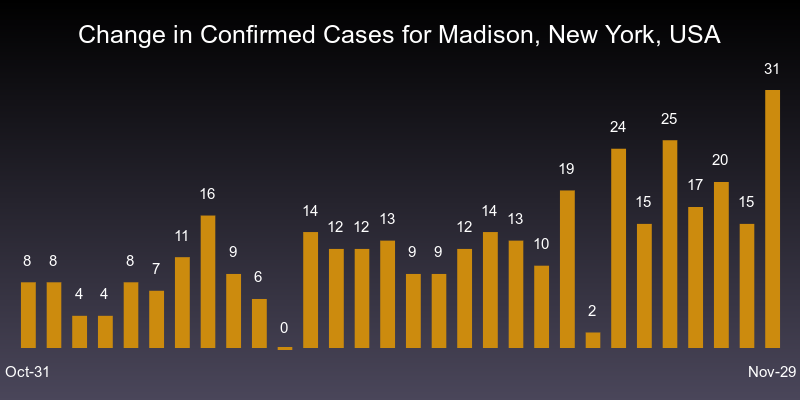 Change in Confirmed Cases for Madison, New York, USA
8 8 4 4 8 7 11 16 9 6 0 14 12 12 13 9 9 12 14 13 10 19 2 24 15 25 17 20 15 31
Oct-31 Nov-29